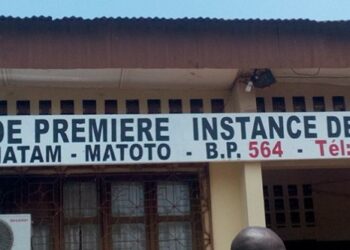 DE PREMIERE INSTANCE DE
MATAM - MATOTO - B.P. 564 - Tél: